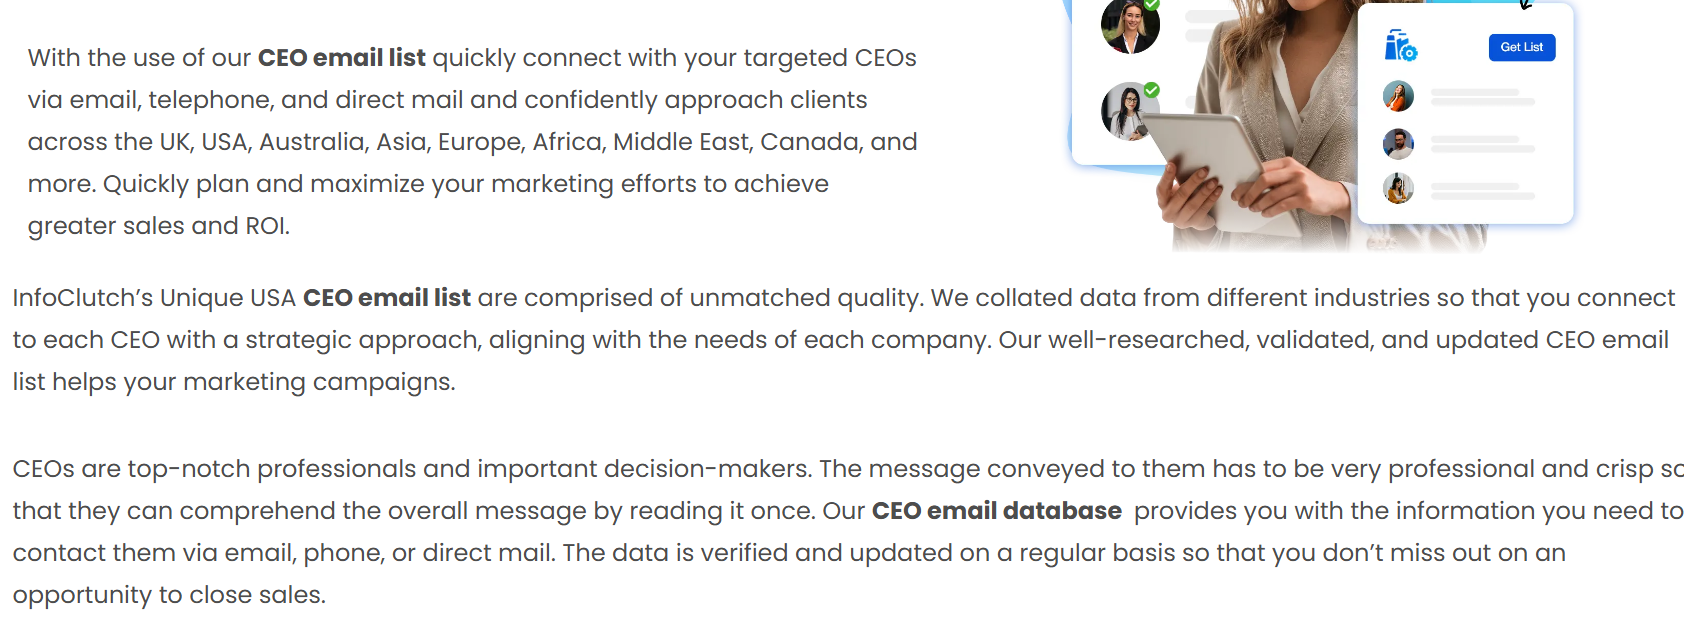 With the use of our CEO email list quickly connect with your targeted CEOs
via email, telephone, and direct mail and confidently approach clients
across the UK, USA, Australia, Asia, Europe, Africa, Middle East, Canada, and
more. Quickly plan and maximize your marketing efforts to achieve
greater sales and ROI.
Get List
InfoClutch’s Unique USA CEO email list are comprised of unmatched quality. We collated data from different industries so that you connect
to each CEO with a strategic approach, aligning with the needs of each company. Our well-researched, validated, and updated CEO email
list helps your marketing campaigns.
CEOs are top-notch professionals and important decision-makers. The message conveyed to them has to be very professional and crisp so
that they can comprehend the overall message by reading it once. Our CEO email database provides you with the information you need to
contact them via email, phone, or direct mail. The data is verified and updated on a regular basis so that you don’t miss out on an
opportunity to close sales.